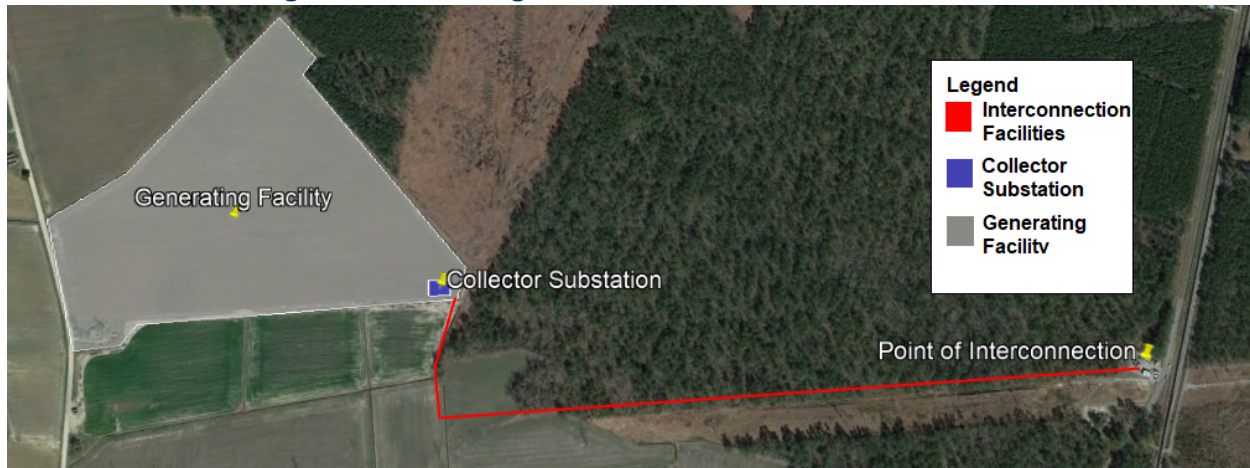 Generating Facility
Collector Substation
Point of Interconnection
Legend
Interconnection
Facilities
Collector
Substation
Generating
Facility